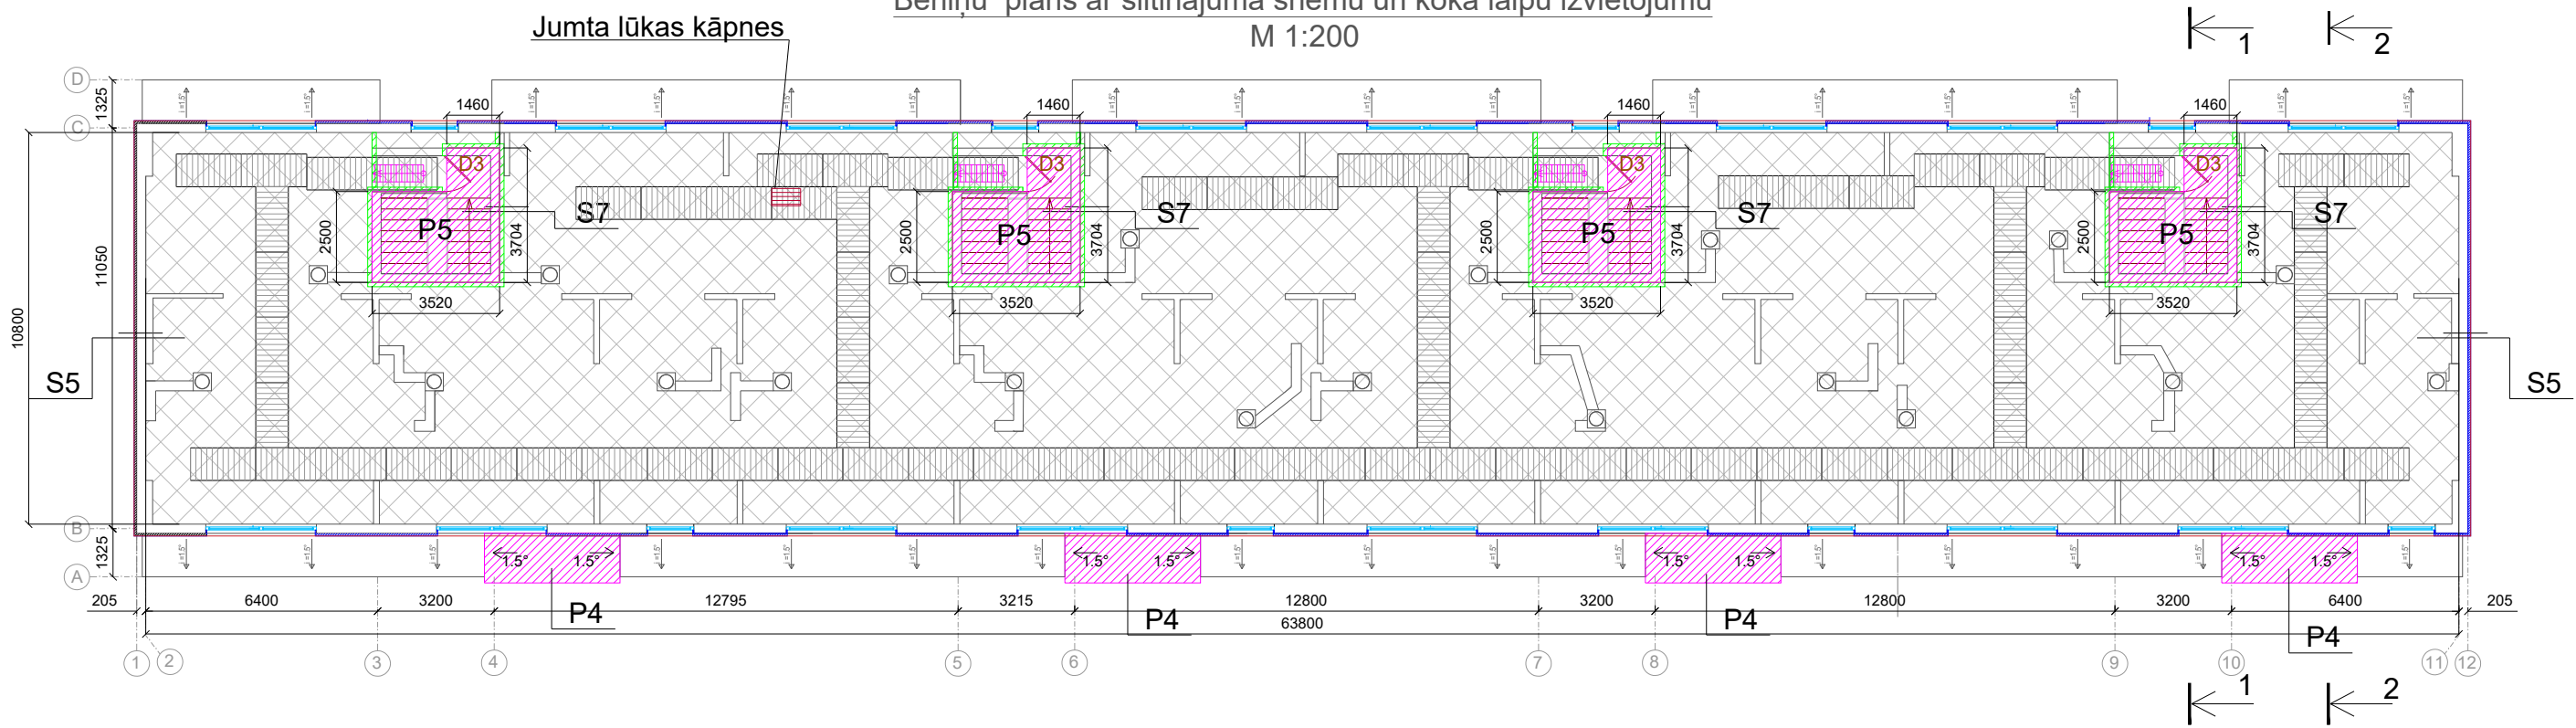 Bēniņu plāns ar siltinājuma shēmu un koka laipu izvietojumu
M 1:200
Jumta lūkas kāpnes
1 2
D
1325
C
1460 1460 1460 1460
D3 D3 D3 D3
S7 S7 S7 S7
P5 P5 P5 P5
2500 3704 2500 3704 2500 3704 2500 3704
11050
3520 3520 3520 3520
10800
S5 S5
B
1325
A
1.5° 1.5° 1.5° 1.5° 1.5° 1.5° 1.5° 1.5°
205 6400 3200 12795 3215 12800 3200 12800 3200 6400 205
P4 P4 P4 P4
63800
1 2 3 4 5 6 7 8 9 10 11 12
1 2